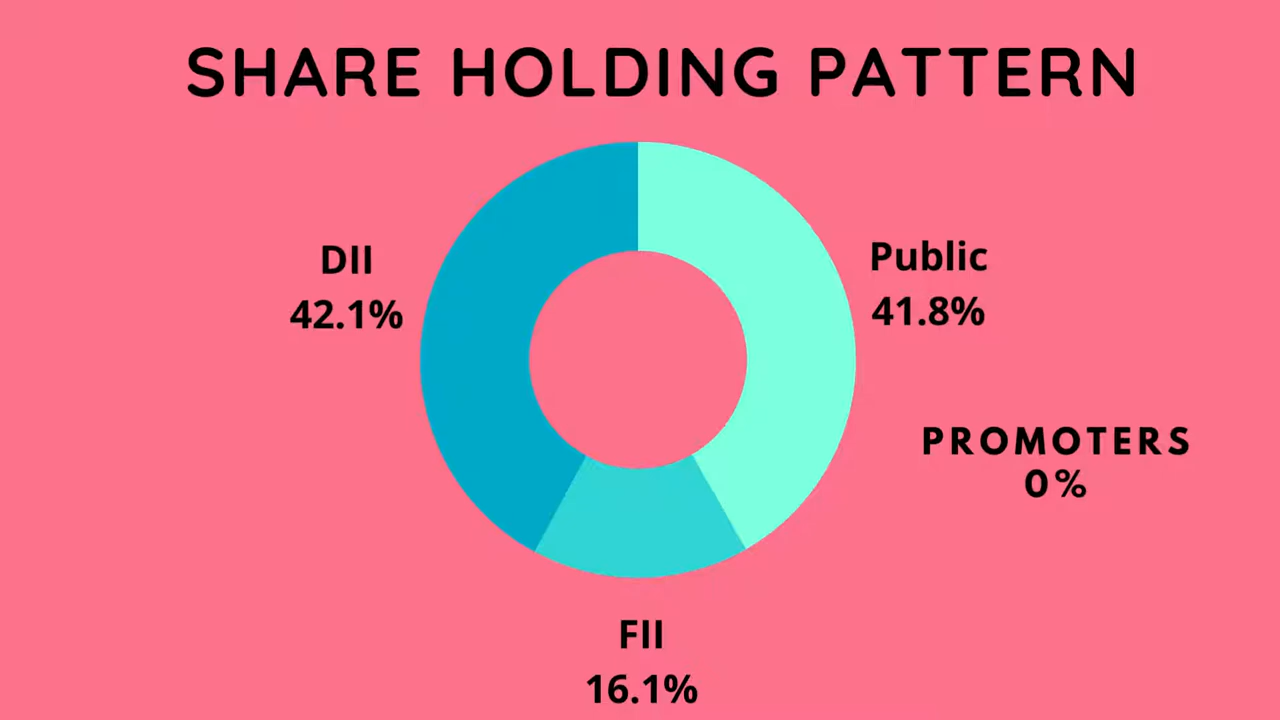 SHARE HOLDING PATTERN
DII
42.1%
Public
41.8%
PROMOTERS
0%
FII
16.1%